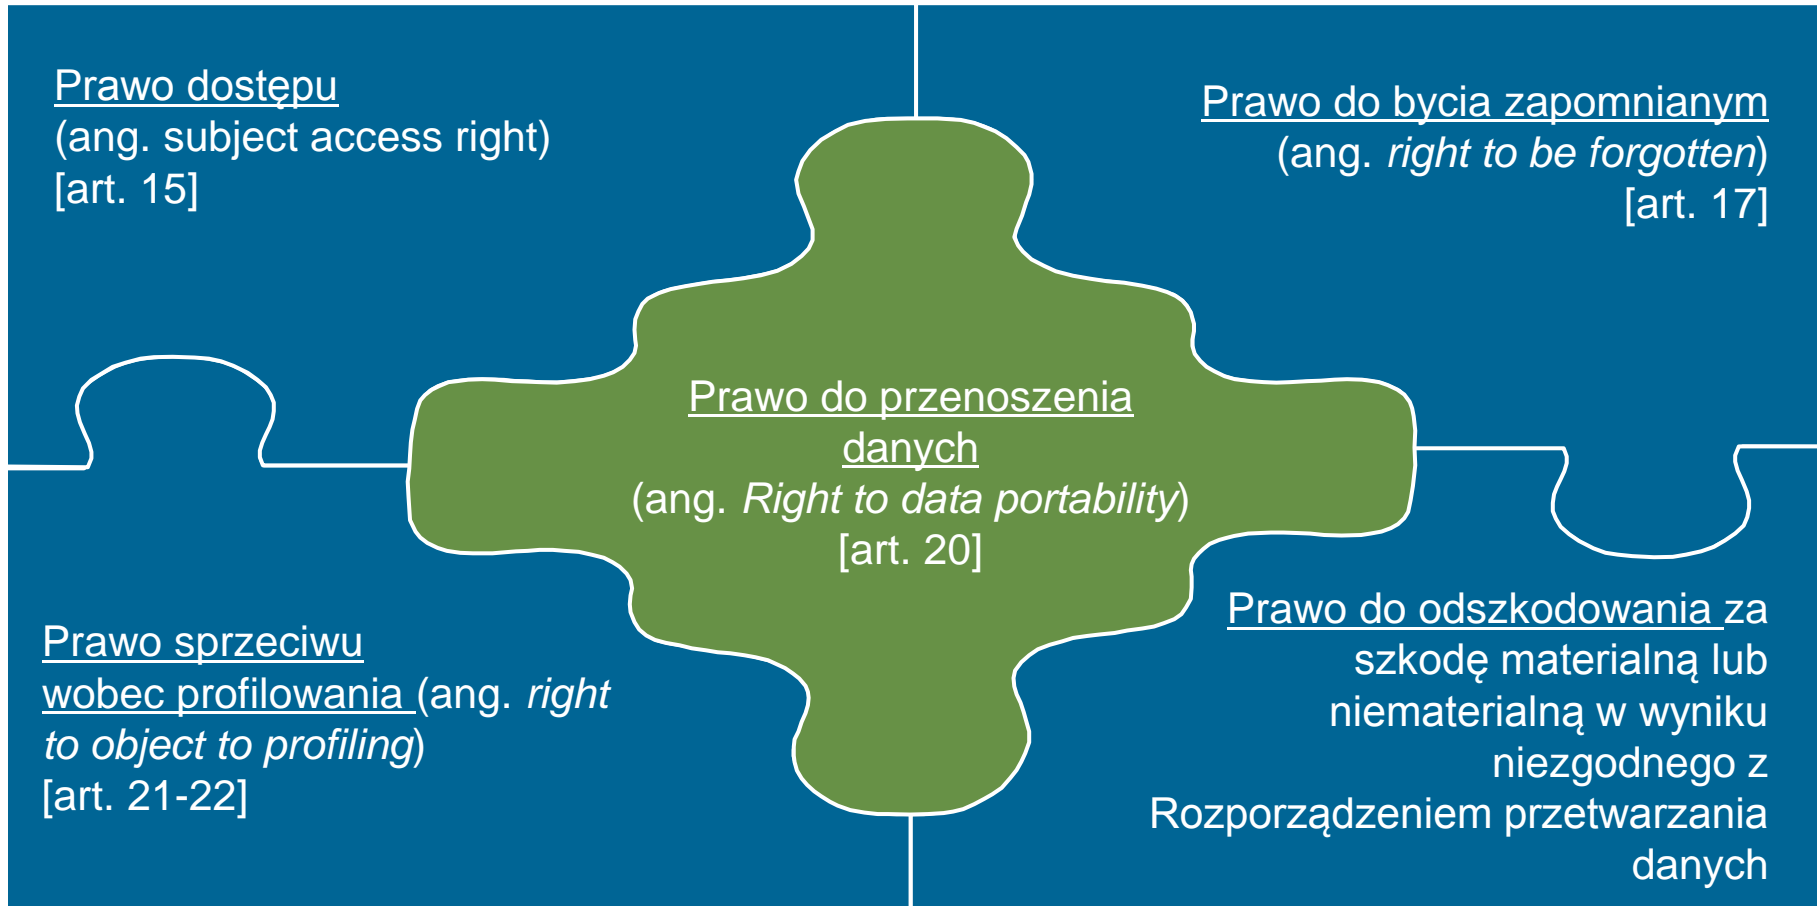 Prawo dostępu
(ang. subject access right)
[art. 15]
Prawo do bycia zapomnianym
(ang. right to be forgotten)
[art. 17]
Prawo do przenoszenia
danych
(ang. Right to data portability)
[art. 20]
Prawo sprzeciwu
wobec profilowania (ang. right
to object to profiling)
[art. 21-22]
Prawo do odszkodowania za
szkodę materialną lub
niematerialną w wyniku
niezgodnego z
Rozporządzeniem przetwarzania
danych